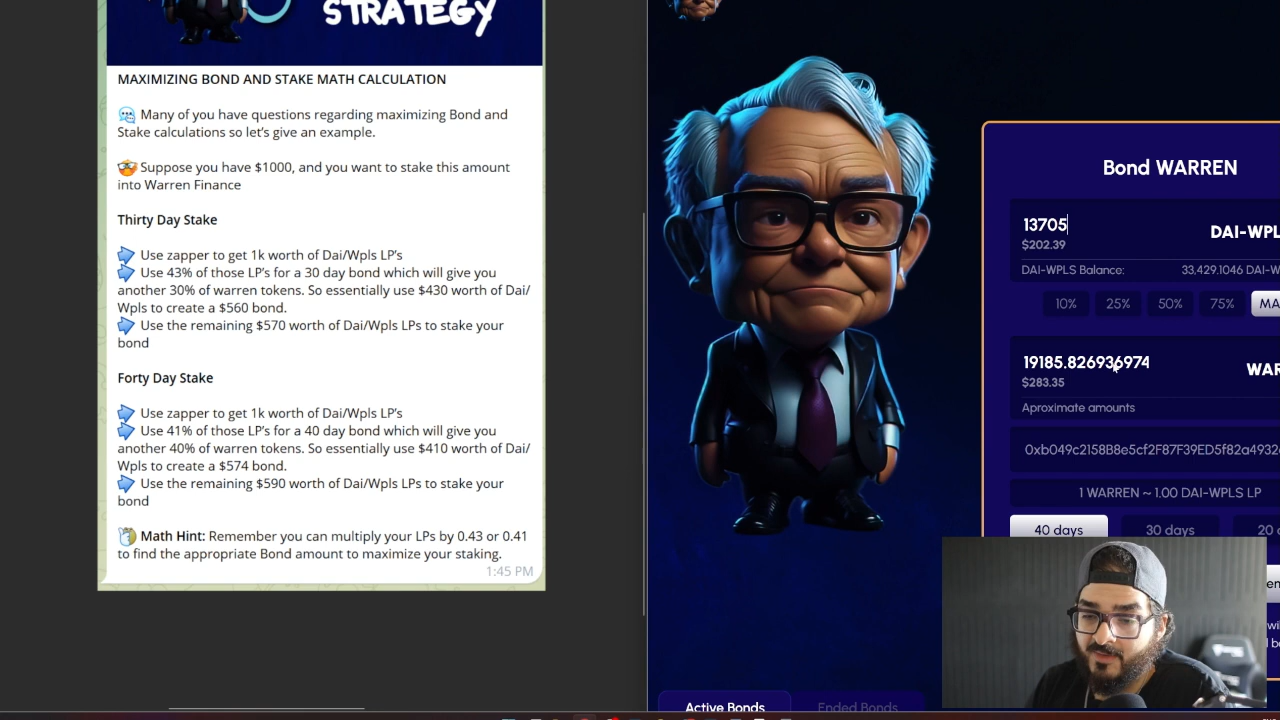 STRATEGY
MAXIMIZING BOND AND STAKE MATH CALCULATION
Many of you have questions regarding maximizing Bond and
Stake calculations so let's give an example.
Suppose you have $1000, and you want to stake this amount
into Warren Finance
Thirty Day Stake
Use zapper to get 1k worth of Dai/Wpls LP's
Use 43% of those LP's for a 30 day bond which will give you
another 30% of warren tokens. So essentially use $430 worth of Dai/
Wpls to create a $560 bond.
Use the remaining $570 worth of Dai/Wpls LPs to stake your
bond
Forty Day Stake
Use zapper to get 1k worth of Dai/Wpls LP's
Use 41% of those LP's for a 40 day bond which will give you
another 40% of warren tokens. So essentially use $410 worth of Dai/
Wpls to create a $574 bond.
Use the remaining $590 worth of Dai/Wpls LPs to stake your
bond
Math Hint: Remember you can multiply your LPs by 0.43 or 0.41
to find the appropriate Bond amount to maximize your staking.
1:45 PM
Bond WARREN
13705
DAI-WPL
$202.39
DAI-WPLS Balance: 33,429.1046 DAI-W
10% 25% 50% 75% MA
19185.826936974
WAR
$283.35
Aproximate amounts
0xb049c2158B8e5cf2F87F39ED5f82a4932
1 WARREN ~ 1.00 DAI-WPLS LP
40 days 30 days 20
Active Bonds Ended Bonds